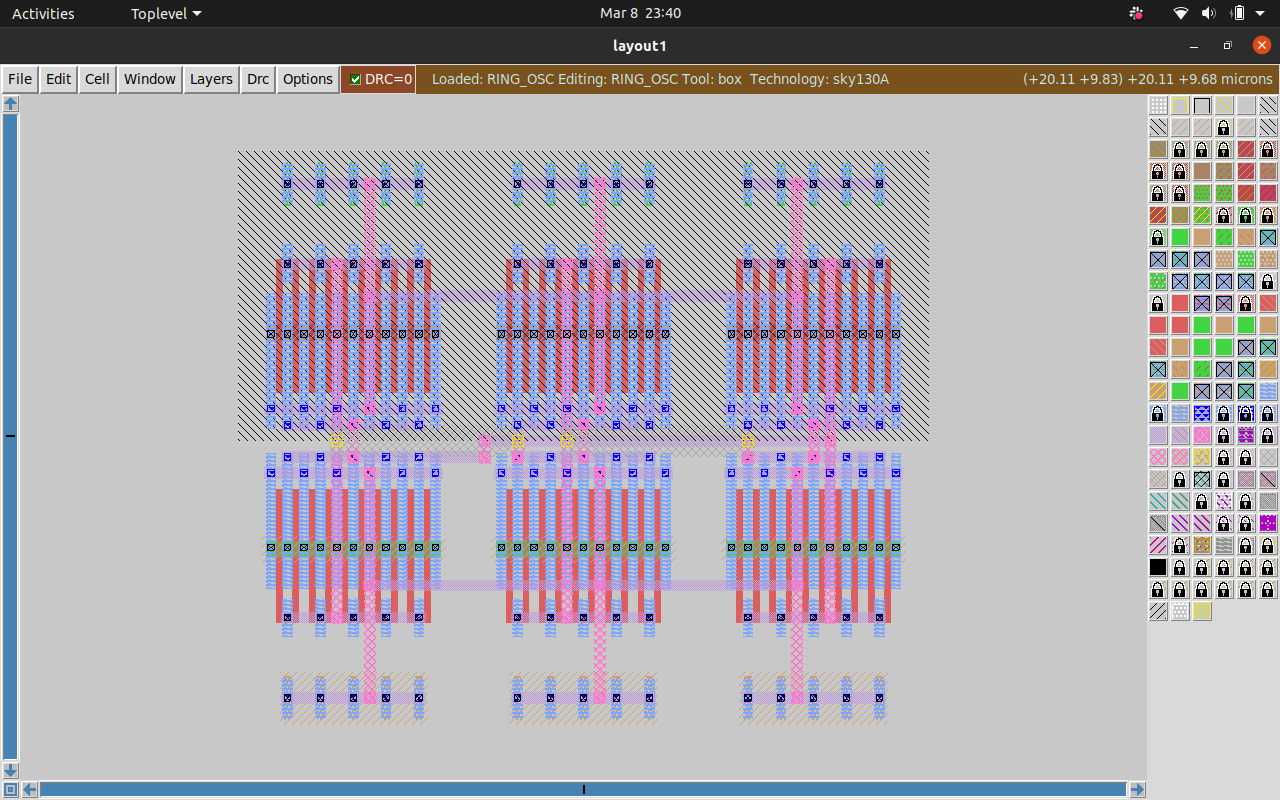 Activities Toplevel Mar 8 23:40
layout1
File Edit Cell Window Layers Drc Options DRC=0 Loaded: RING_OSC Editing: RING_OSC Tool: box Technology: sky130A (+20.11 +9.83) +20.11 +9.68 microns